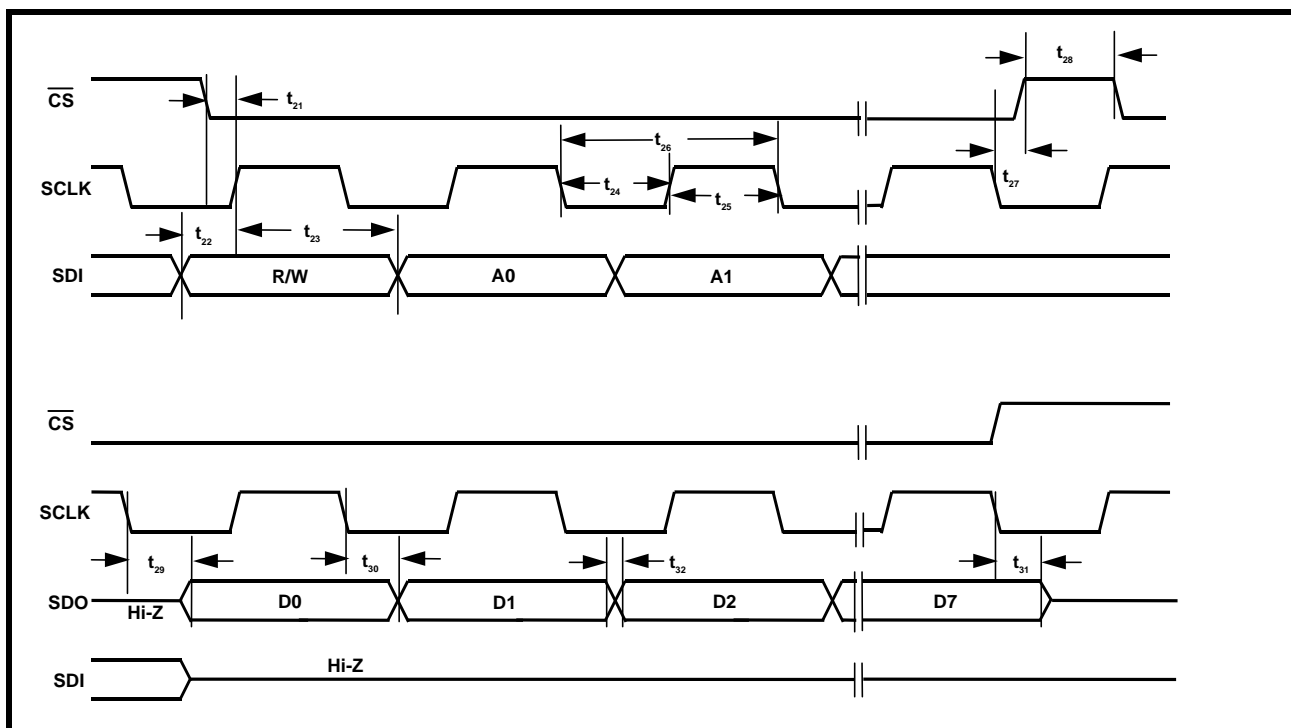 t28
CS
t21
t26
SCLK
t24
t25
t27
t22
t23
SDI
R/W
A0
A1
CS
SCLK
t29
t30
t32
t31
SDO
Hi-Z
D0
D1
D2
D7
SDI
Hi-Z